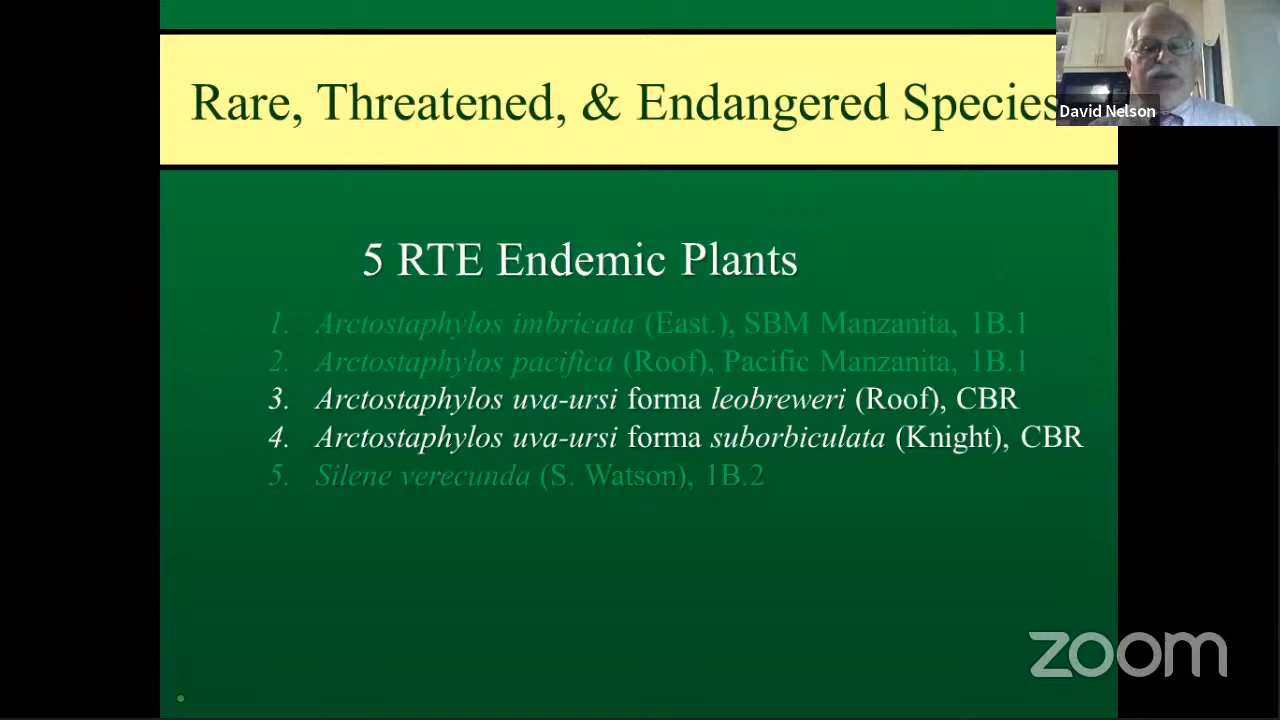 Rare, Threatened, & Endangered Species
David Nelson
5 RTE Endemic Plants
1. Arctostaphylos imbricata (East.), SBM Manzanita, 1B.1
2. Arctostaphylos pacifica (Roof), Pacific Manzanita, 1B.1
3. Arctostaphylos uva-ursi forma leobreweri (Roof), CBR
4. Arctostaphylos uva-ursi forma suborbiculata (Knight), CBR
5. Silene verecunda (S. Watson), 1B.2
zoom